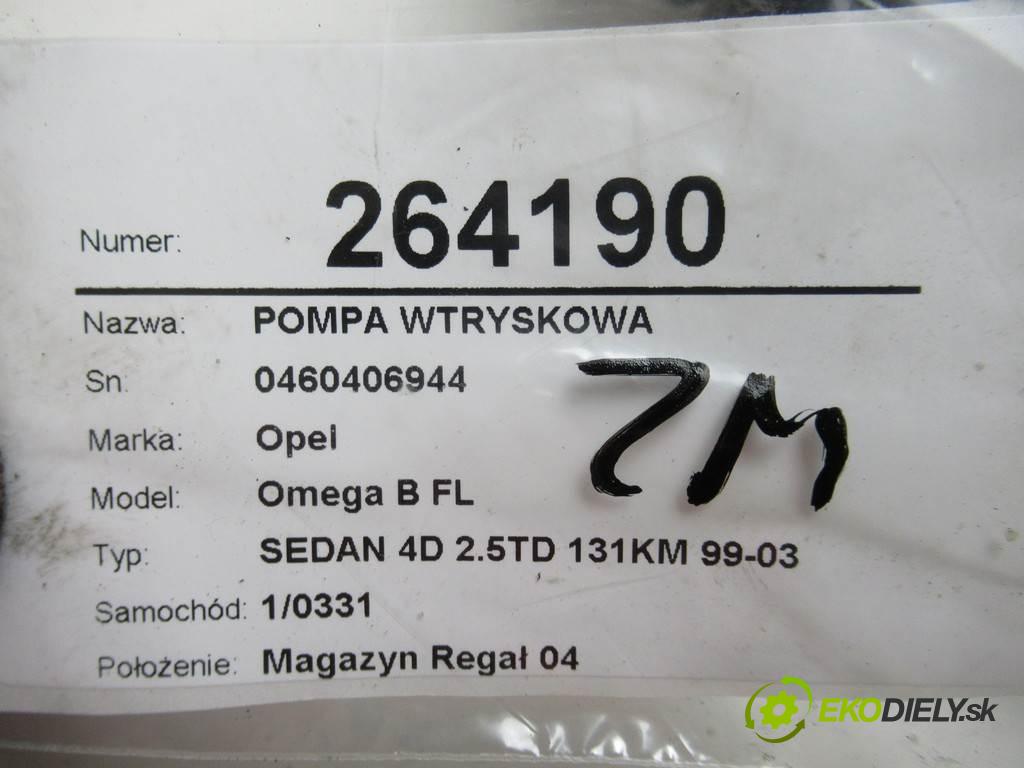 Numer: 264190
Nazwa: POMPA WTRYSKOWA
Sn: 0460406944
Marka: Opel
Model: Omega B FL
Typ: SEDAN 4D 2.5TD 131KM 99-03
Samochód: 1/0331
Położenie: Magazyn Regał 04
ZM
EKODIELY.sk